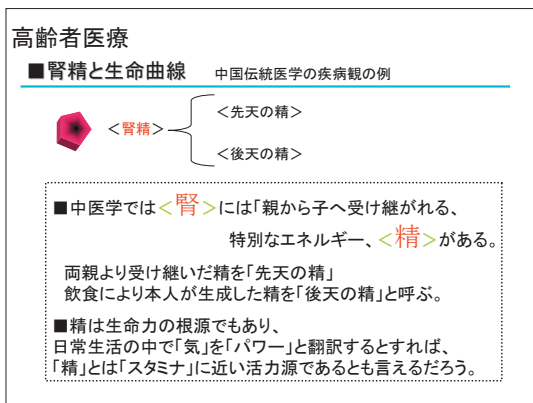 高齢者医療
■腎精と生命曲線 中国伝統医学の疾病観の例
＜先天の精＞
＜腎精＞
＜後天の精＞
■中医学では＜腎＞には「親から子へ受け継がれる、
特別なエネルギー、＜精＞がある。
両親より受け継いだ精を「先天の精」
飲食により本人が生成した精を「後天の精」と呼ぶ。
■精は生命力の根源でもあり、
日常生活の中で「気」を「パワー」と翻訳するとすれば、
「精」とは「スタミナ」に近い活力源であるとも言えるだろう。